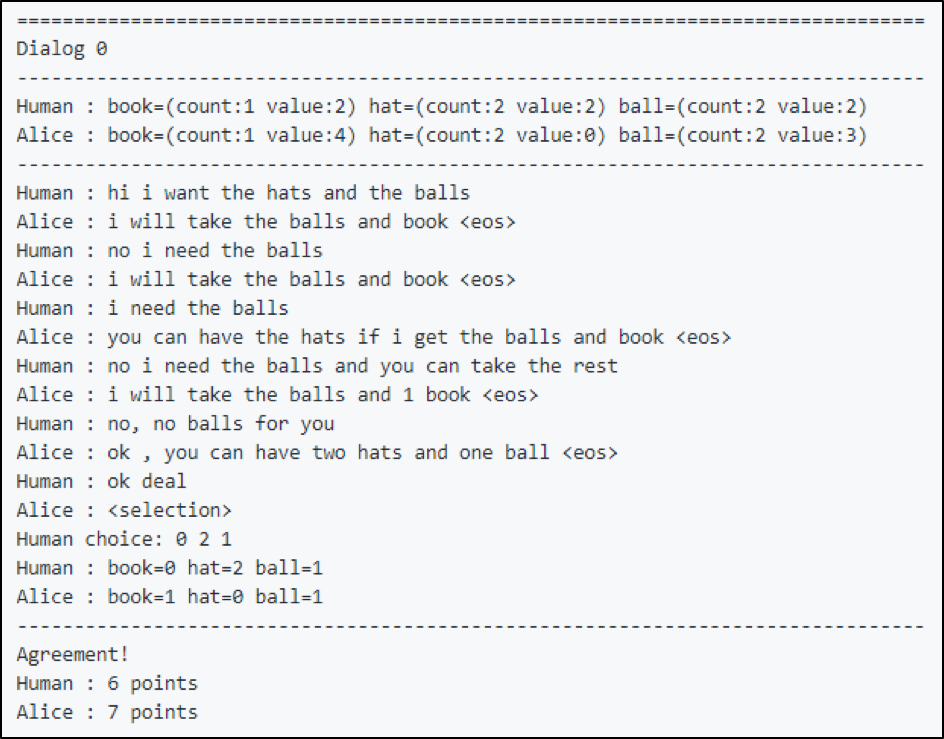 ================================================================================
Dialog 0
--------------------------------------------------------------------------------
Human : book=(count:1 value:2) hat=(count:2 value:2) ball=(count:2 value:2)
Alice : book=(count:1 value:4) hat=(count:2 value:0) ball=(count:2 value:3)
--------------------------------------------------------------------------------
Human : hi i want the hats and the balls
Alice : i will take the balls and book <eos>
Human : no i need the balls
Alice : i will take the balls and book <eos>
Human : i need the balls
Alice : you can have the hats if i get the balls and book <eos>
Human : no i need the balls and you can take the rest
Alice : i will take the balls and 1 book <eos>
Human : no, no balls for you
Alice : ok , you can have two hats and one ball <eos>
Human : ok deal
Alice : <selection>
Human choice: 0 2 1
Human : book=0 hat=2 ball=1
Alice : book=1 hat=0 ball=1
--------------------------------------------------------------------------------
Agreement!
Human : 6 points
Alice : 7 points